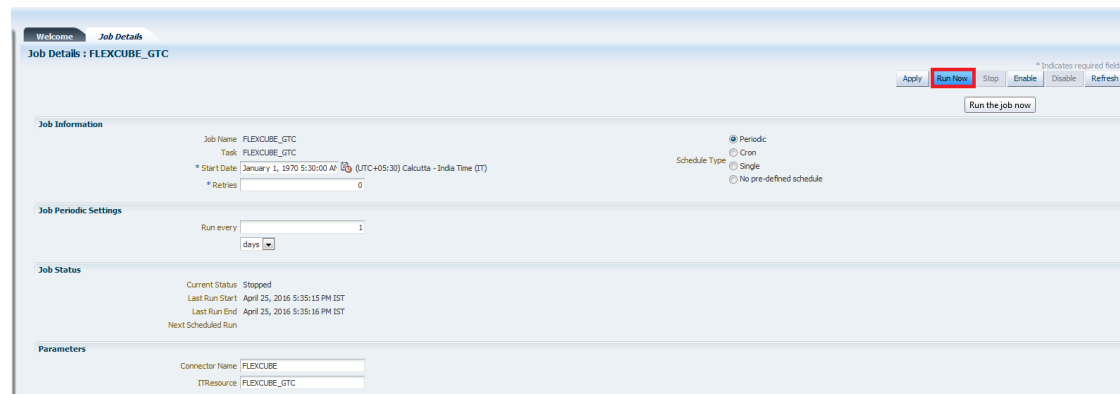 Welcome Job Details
Job Details : FLEXCUBE_GTC
* Indicates required fields
Apply Run Now Stop Enable Disable Refresh
Run the job now
Job Information
Job Name FLEXCUBE_GTC
Task FLEXCUBE_GTC
* Start Date January 1, 1970 5:30:00 AM (UTC+05:30) Calcutta - India Time (IT)
* Retries 0
Schedule Type
Periodic
Cron
Single
No pre-defined schedule
Job Periodic Settings
Run every 1
days
Job Status
Current Status Stopped
Last Run Start April 25, 2016 5:35:15 PM IST
Last Run End April 25, 2016 5:35:16 PM IST
Next Scheduled Run
Parameters
Connector Name FLEXCUBE
ITResource FLEXCUBE_GTC